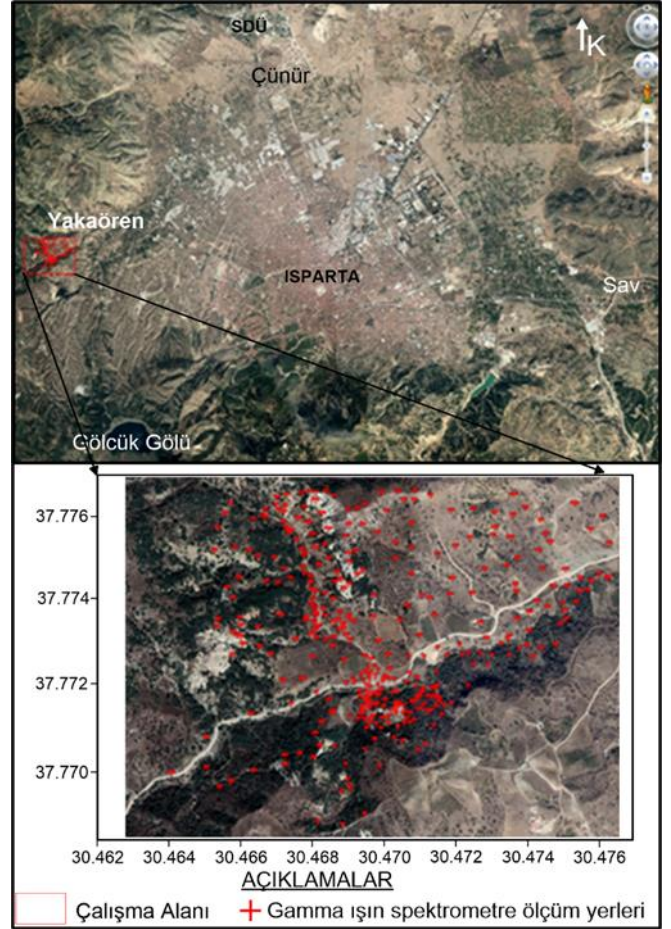 SDÜ
K
Çünür
Yakaören
ISPARTA
Sav
Gölcük Gölü
37.776
37.774
37.772
37.770
30.462 30.464 30.466 30.468 30.470 30.472 30.474 30.476
AÇIKLAMALAR
Çalışma Alanı
Gamma ışın spektrometre ölçüm yerleri